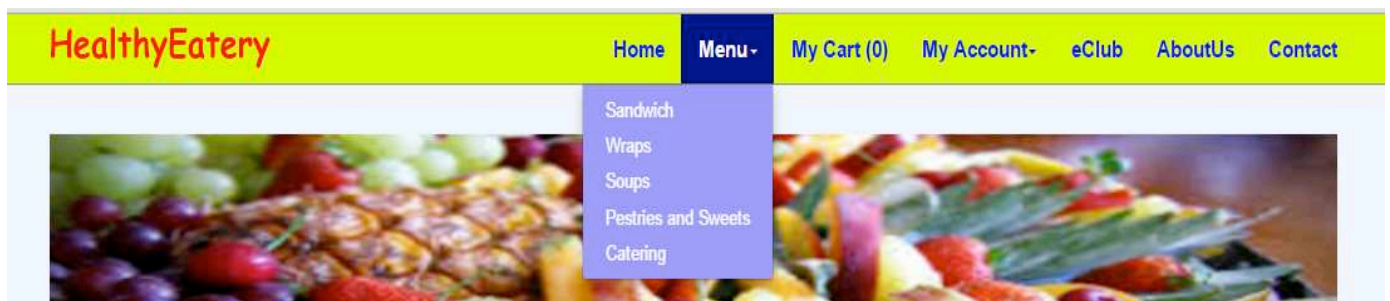 HealthyEatery Home Menu My Cart (0) My Account eClub AboutUs Contact
Sandwich
Wraps
Soups
Pestries and Sweets
Catering